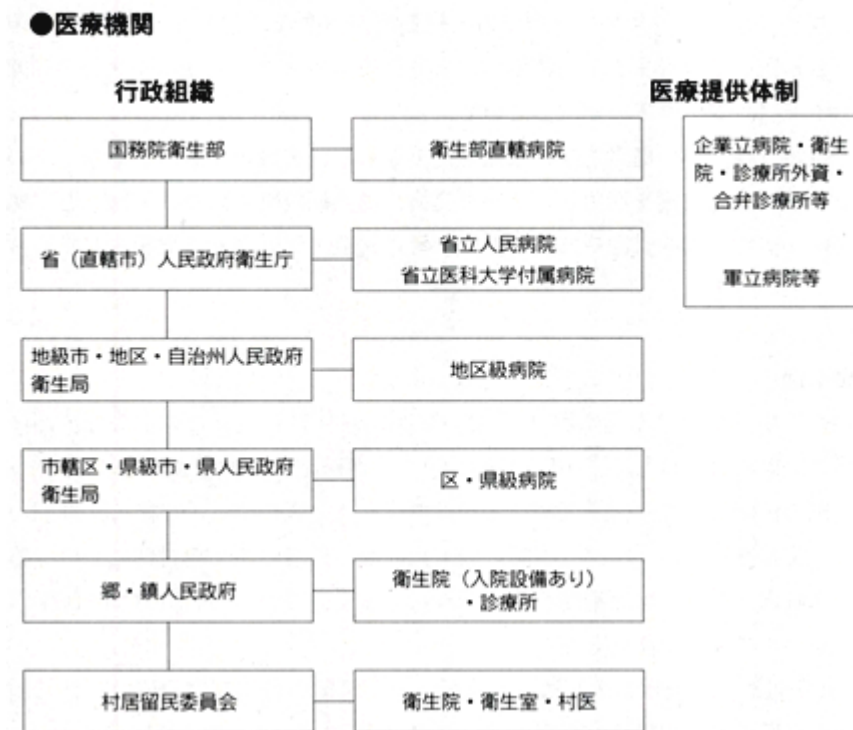 ●医療機関
行政組織
医療提供体制
国務院衛生部
衛生部直轄病院
企業立病院・衛生
院・診療所外資・
合弁診療所等
軍立病院等
省（直轄市）人民政府衛生庁
省立人民病院
省立医科大学付属病院
地級市・地区・自治州人民政府
衛生局
地区級病院
市轄区・県級市・県人民政府
衛生局
区・県級病院
郷・鎮人民政府
衛生院（入院設備あり）
・診療所
村居留民委員会
衛生院・衛生室・村医